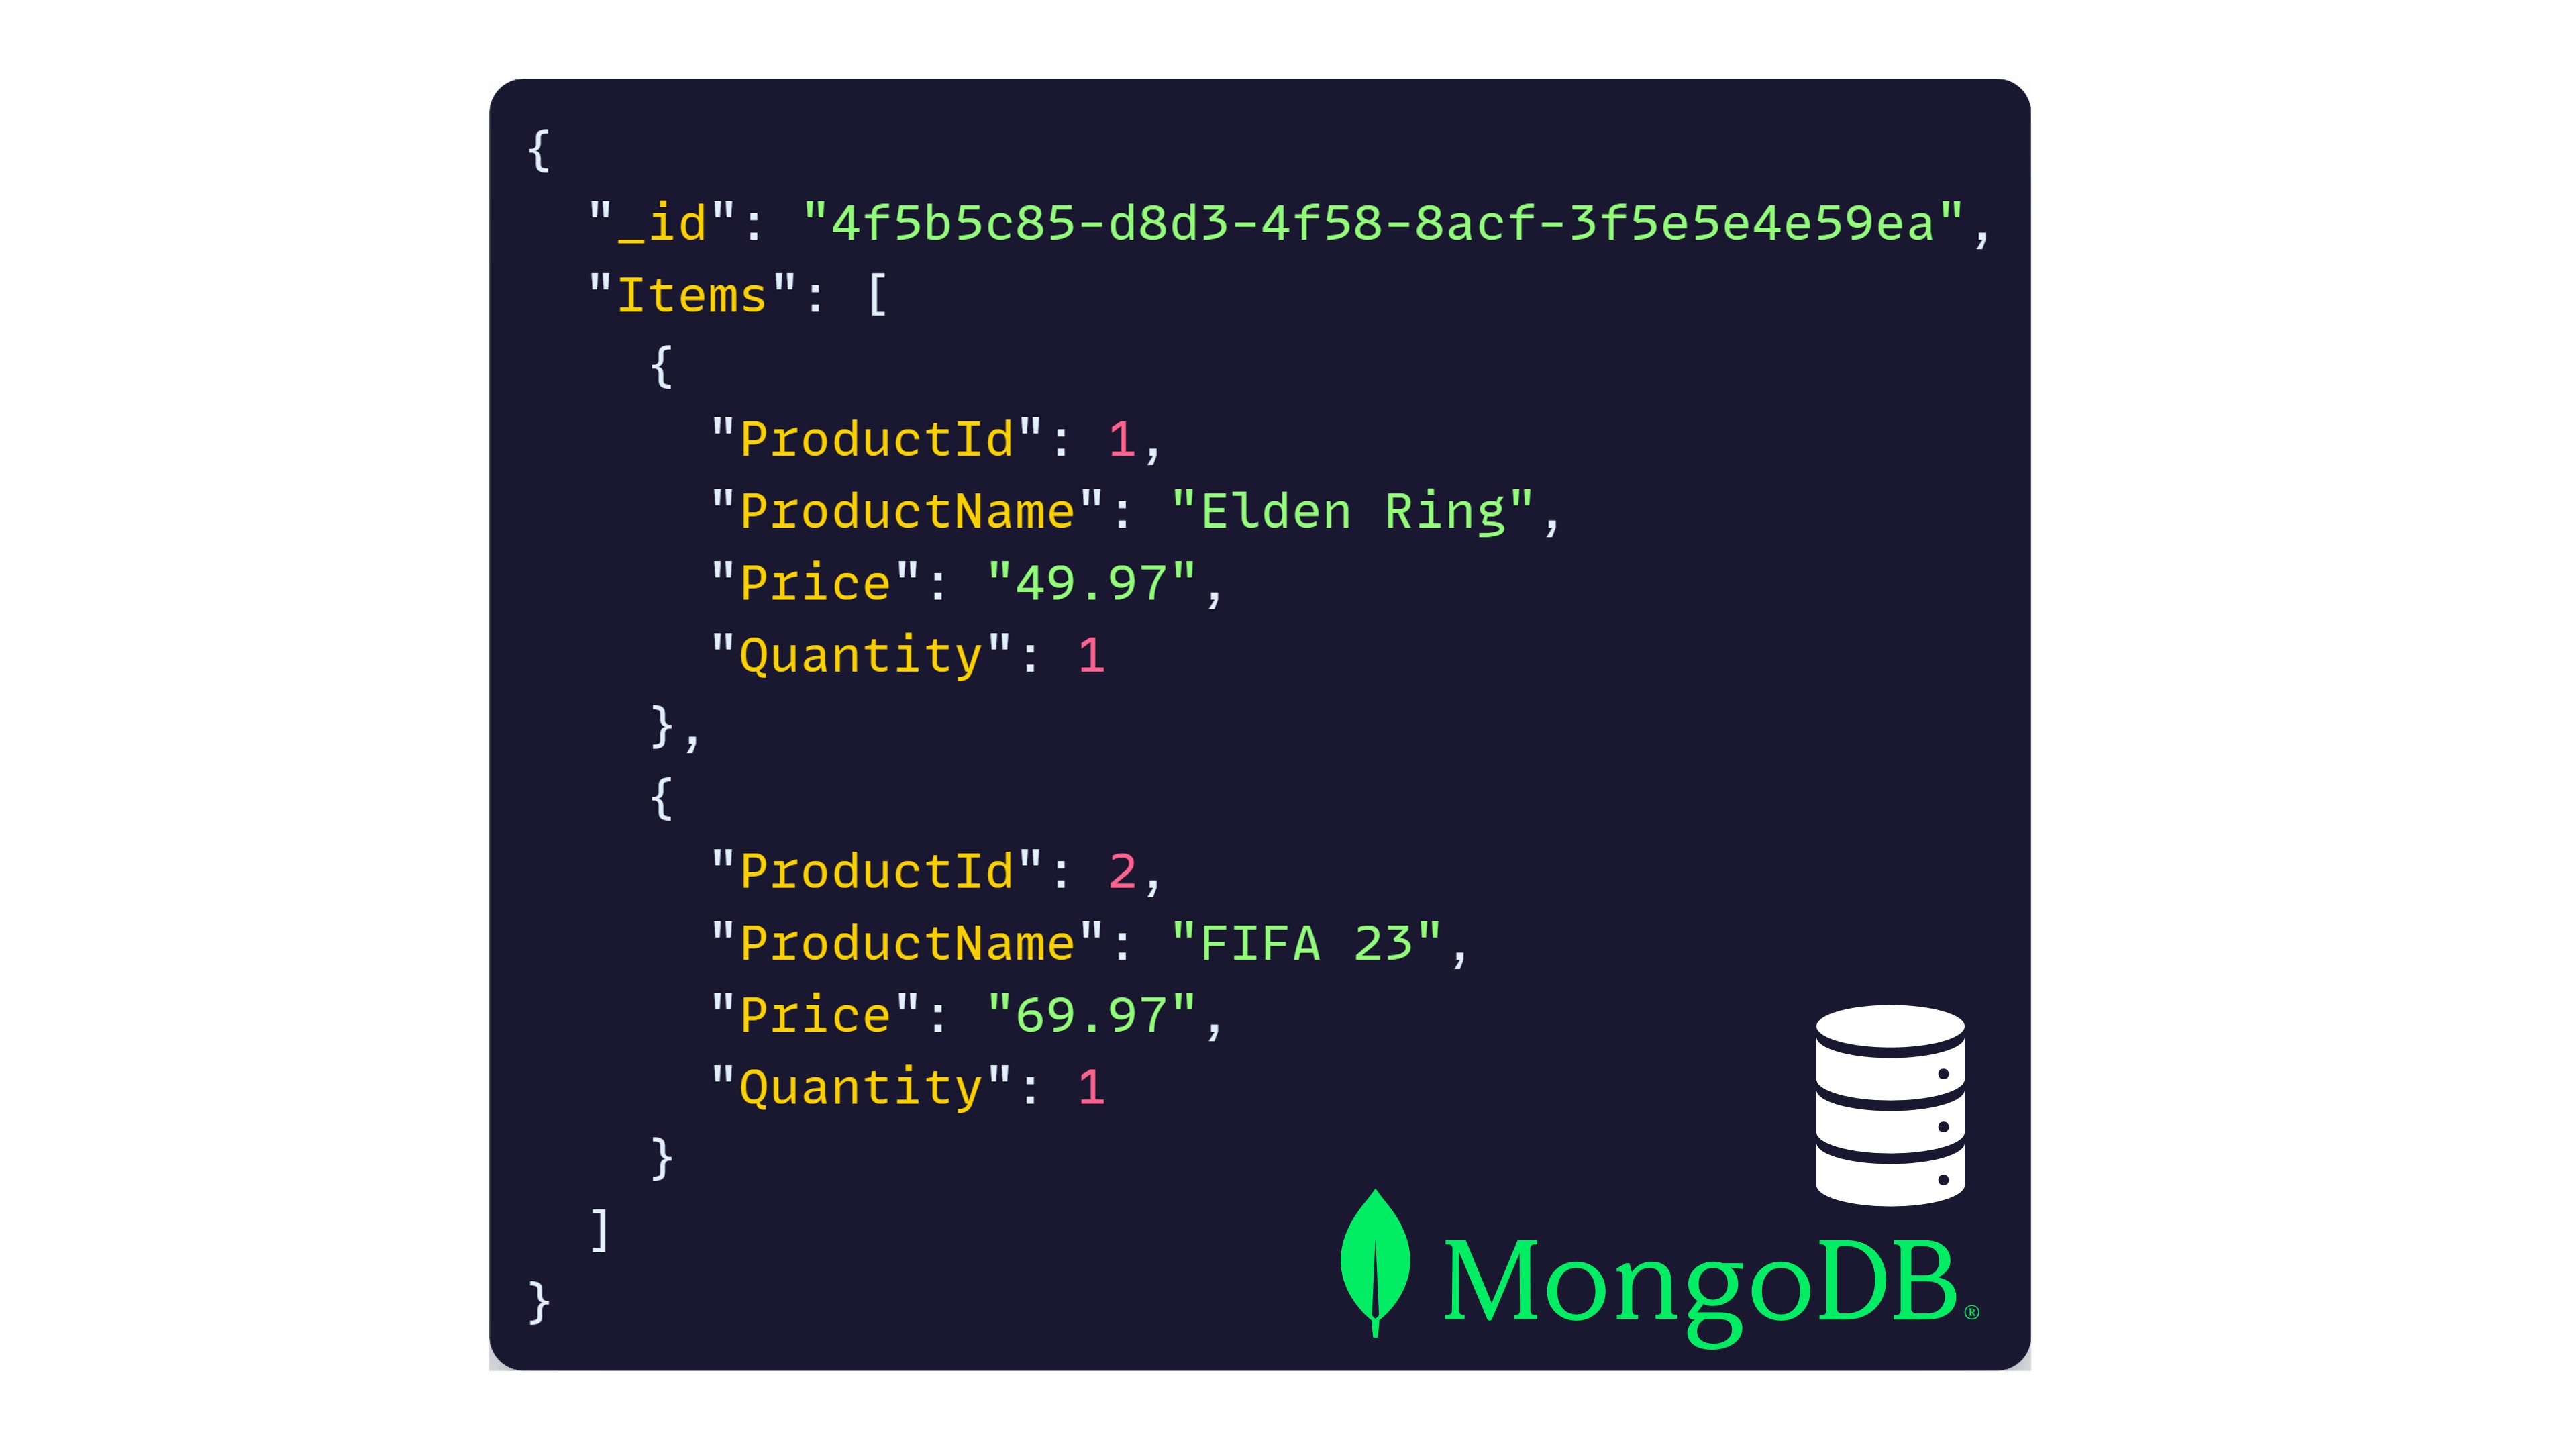 {
"_id": "4f5b5c85-d8d3-4f58-8acf-3f5e5e4e59ea",
"Items": [
{
"ProductId": 1,
"ProductName": "Elden Ring",
"Price": "49.97",
"Quantity": 1
},
{
"ProductId": 2,
"ProductName": "FIFA 23",
"Price": "69.97",
"Quantity": 1
}
]
}
MongoDB®